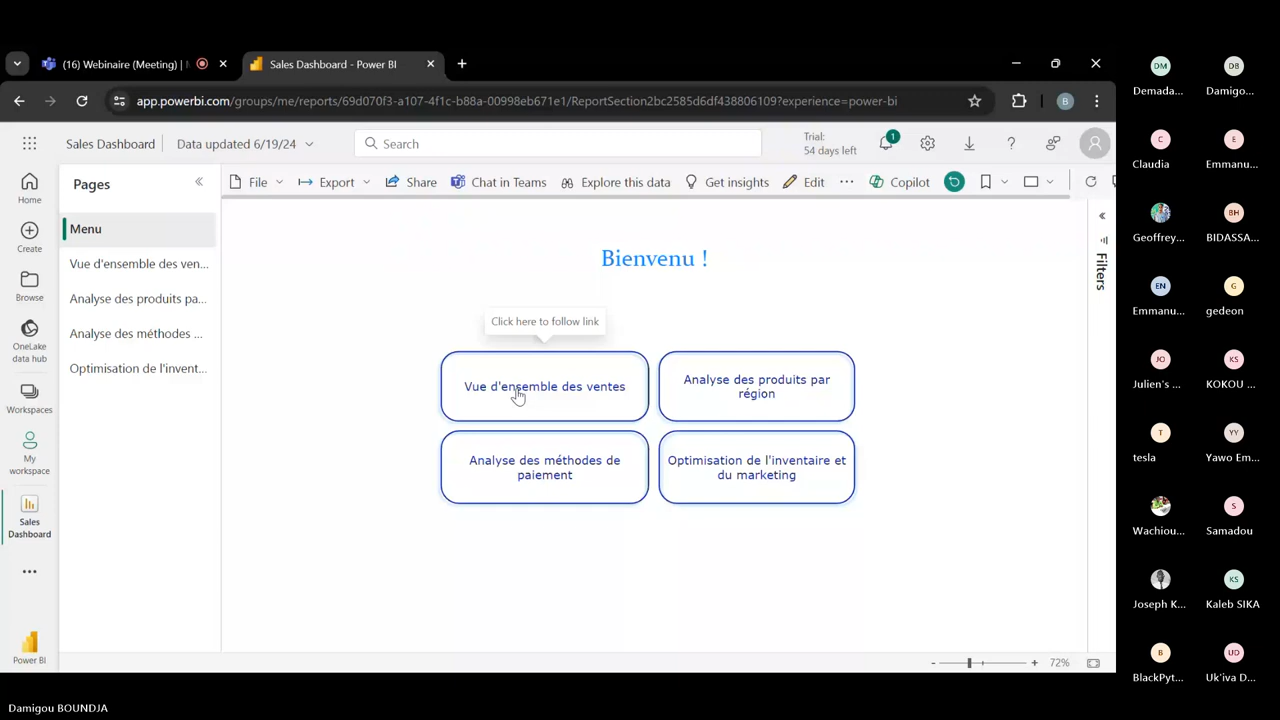 (16) Webinaire (Meeting) |
Sales Dashboard - Power BI
app.powerbi.com/groups/me/reports/69d070f3-a107-4f1c-b88a-00998eb671e1/ReportSection2bc2585d6df438806109?experience=power-bi
B
Sales Dashboard
Data updated 6/19/24
Search
Trial:
54 days left
1
Home
Create
Browse
OneLake
data hub
Workspaces
My
workspace
Sales
Dashboard
Power BI
Pages
Menu
Vue d'ensemble des ven...
Analyse des produits pa...
Analyse des méthodes ...
Optimisation de l'invent...
File
Export
Share
Chat in Teams
Explore this data
Get insights
Edit
Copilot
Bienvenu !
Click here to follow link
Vue d'ensemble des ventes
Analyse des produits par
région
Analyse des méthodes de
paiement
Optimisation de l'inventaire et
du marketing
Filters
72%
DM
Demada...
DB
Damigo...
C
Claudia
E
Emmanu...
Geoffrey...
BH
BIDASSA...
EN
Emmanu...
G
gedeon
JO
Julien's ...
KS
KOKOU ...
T
tesla
YY
Yawo Em...
Wachiou...
S
Samadou
Joseph K...
KS
Kaleb SIKA
B
BlackPyt...
UD
Uk'iva D...
Damigou BOUNDJA